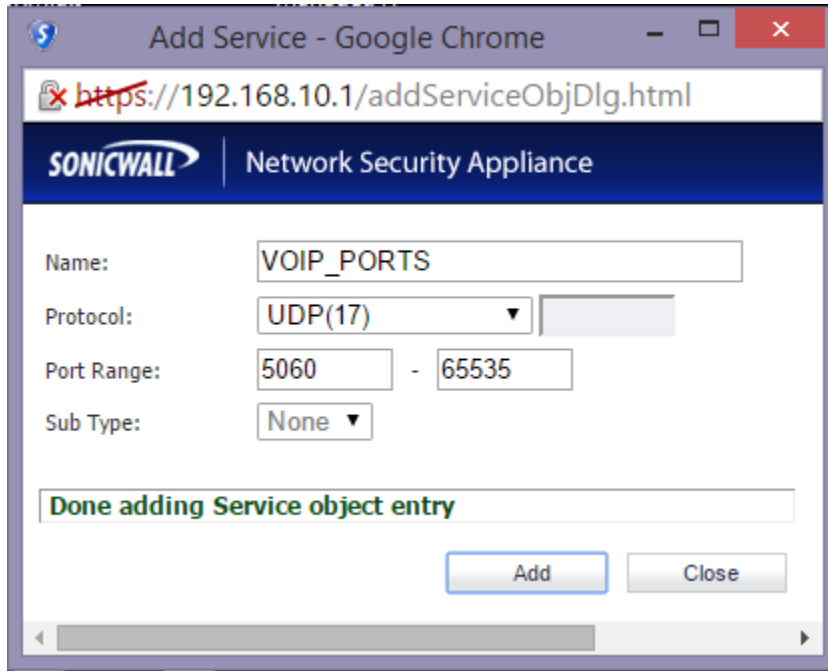 Add Service - Google Chrome
https://192.168.10.1/addServiceObjDlg.html
SONICWALL Network Security Appliance
Name: VOIP_PORTS
Protocol: UDP(17)
Port Range: 5060 - 65535
Sub Type: None
Done adding Service object entry
Add Close